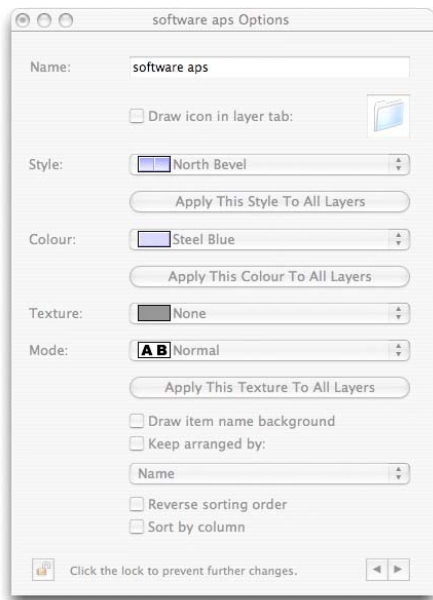 software aps Options
Name: software aps
Draw icon in layer tab:
Style: North Bevel
Apply This Style To All Layers
Colour: Steel Blue
Apply This Colour To All Layers
Texture: None
Mode: A B Normal
Apply This Texture To All Layers
Draw item name background
Keep arranged by:
Name
Reverse sorting order
Sort by column
Click the lock to prevent further changes.